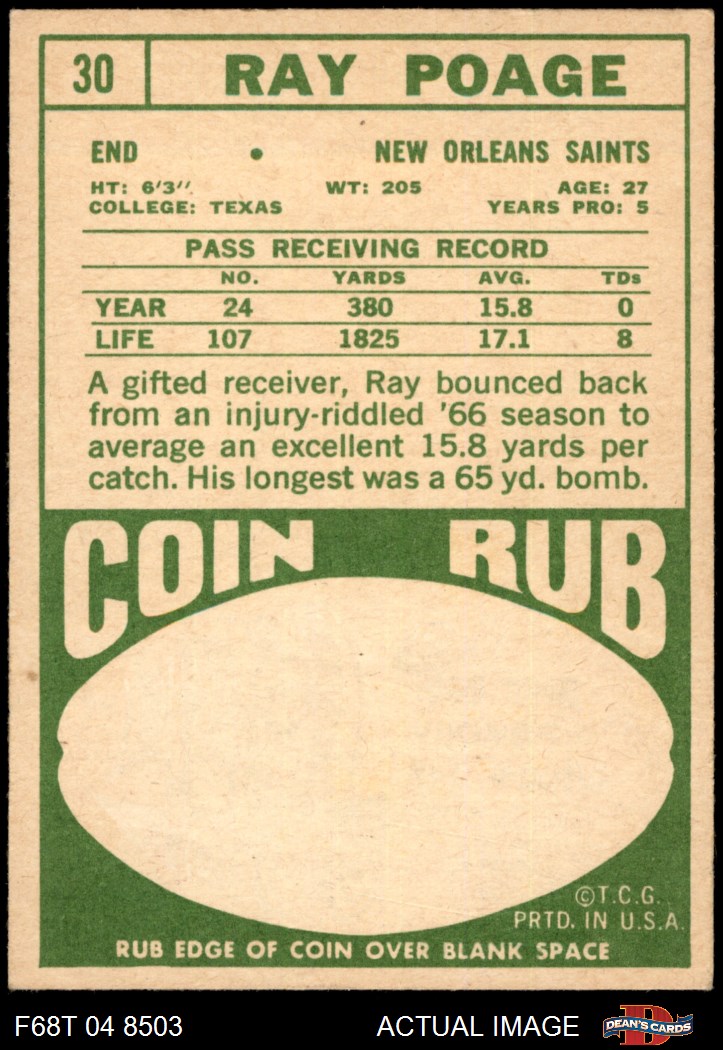 30 RAY POAGE
END • NEW ORLEANS SAINTS
HT: 6'3" WT: 205 AGE: 27
COLLEGE: TEXAS YEARS PRO: 5
PASS RECEIVING RECORD
NO. YARDS AVG. TDs
YEAR 24 380 15.8 0
LIFE 107 1825 17.1 8
A gifted receiver, Ray bounced back
from an injury-riddled '66 season to
average an excellent 15.8 yards per
catch. His longest was a 65 yd. bomb.
COIN RUB
©T.C.G.
PRTD. IN U.S.A.
RUB EDGE OF COIN OVER BLANK SPACE
F68T 04 8503 ACTUAL IMAGE D DEAN'S CARDS